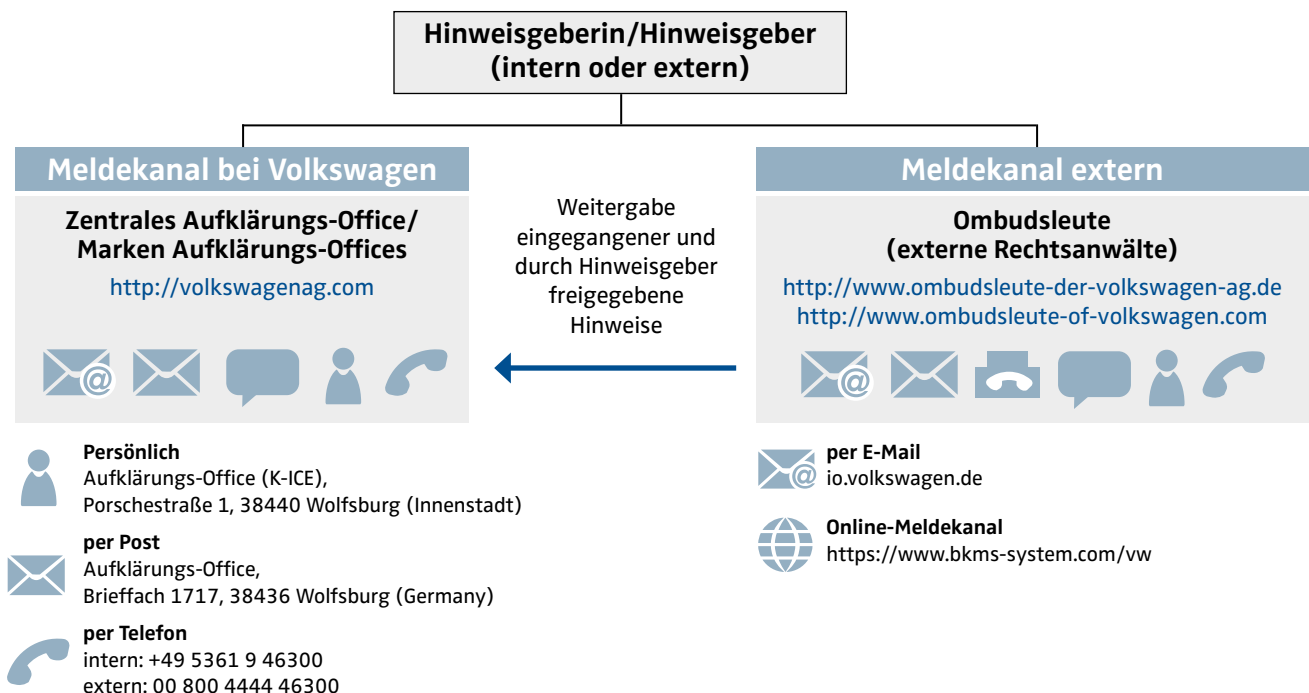 Hinweisgeberin/Hinweisgeber
(intern oder extern)
Meldekanal bei Volkswagen
Zentrales Aufklärungs-Office/
Marken Aufklärungs-Offices
http://volkswagenag.com
@
Weitergabe
eingegangener und
durch Hinweisgeber
freigegebene
Hinweise
Meldekanal extern
Ombudsleute
(externe Rechtsanwälte)
http://www.ombudsleute-der-volkswagen-ag.de
http://www.ombudsleute-of-volkswagen.com
@
Persönlich
Aufklärungs-Office (K-ICE),
Porschestraße 1, 38440 Wolfsburg (Innenstadt)
per Post
Aufklärungs-Office,
Brieffach 1717, 38436 Wolfsburg (Germany)
per Telefon
intern: +49 5361 9 46300
extern: 00 800 4444 46300
@
per E-Mail
io.volkswagen.de
Online-Meldekanal
https://www.bkms-system.com/vw